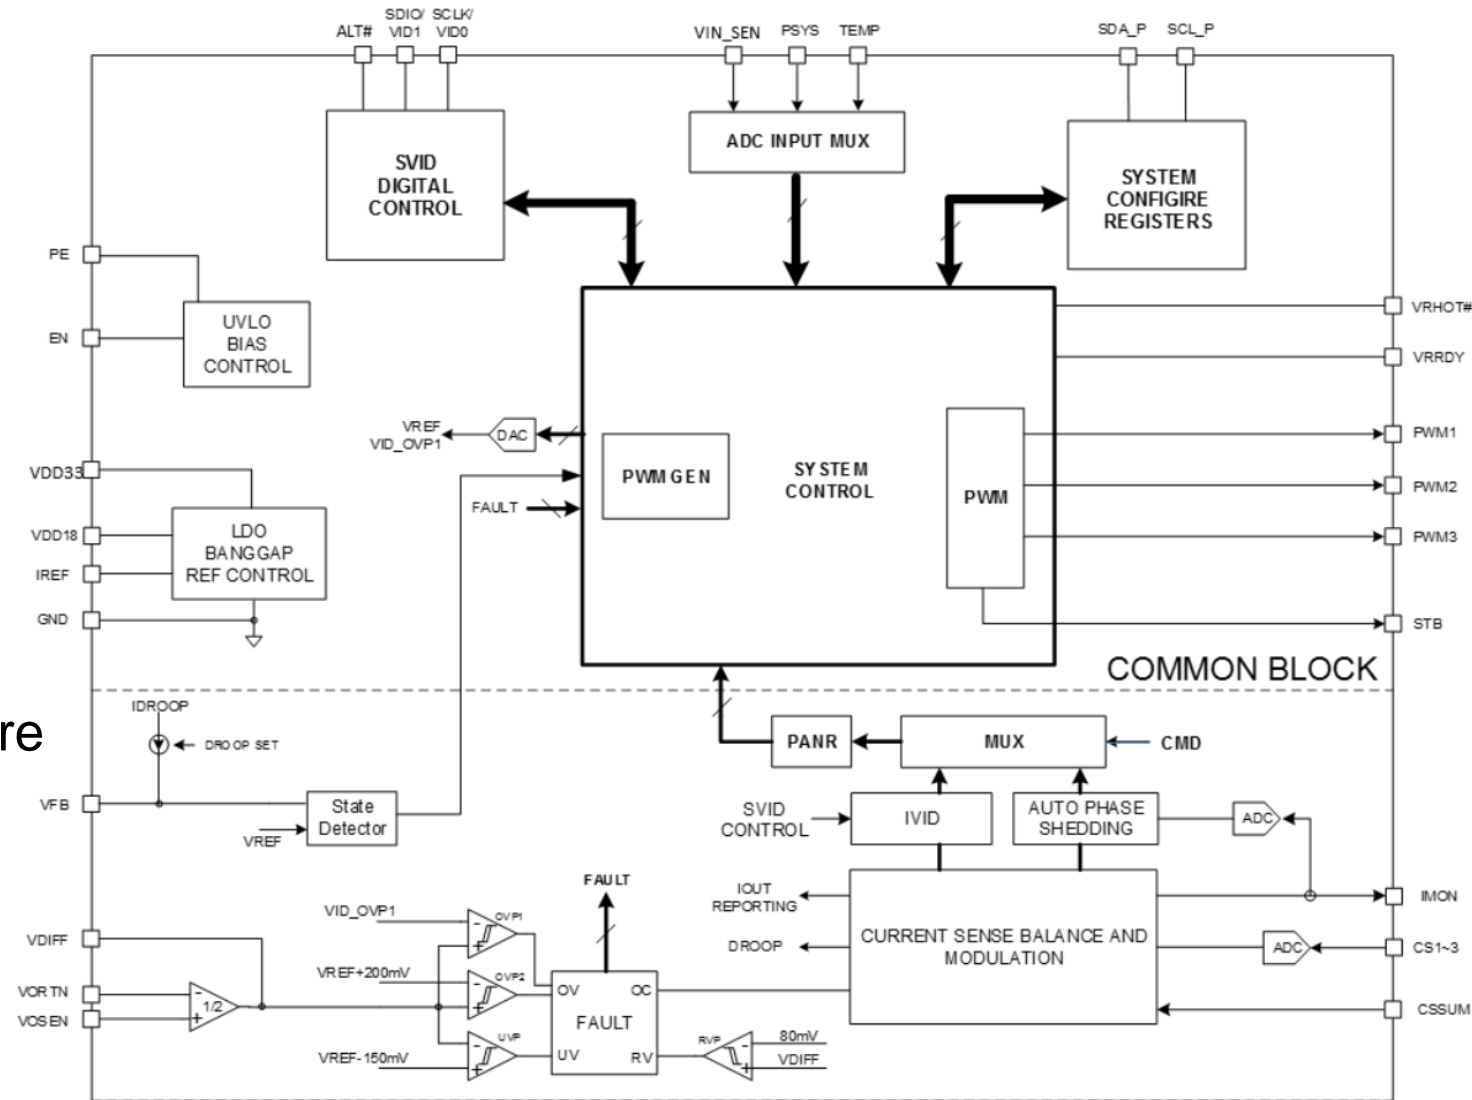 SDIO/ SCLK/
ALT# VID1 VID0
VIN_SEN PSYS TEMP
SDA_P SCL_P
SVID
DIGITAL
CONTROL
ADC INPUT MUX
SYSTEM
CONFIGIRE
REGISTERS
PE
EN
UVLO
BIAS
CONTROL
VRHOT#
VRRDY
VREF
VID_OVP1
DAC
FAULT
PWM GEN
SYSTEM
CONTROL
PWM
PWM1
PWM2
PWM3
STB
VDD33
VDD18
IREF
GND
LDO
BANGGAP
REF CONTROL
COMMON BLOCK
re
IDROOP
DROOP SET
VFB
VREF
State
Detector
PANR
MUX
CMD
SVID
CONTROL
IVID
AUTO PHASE
SHEDDING
ADC
IOUT
REPORTING
DROOP
CURRENT SENSE BALANCE AND
MODULATION
IMON
ADC
CS1~3
CSSUM
FAULT
VID_OVP1
OVP1
VREF+200mV
OVP2
VREF-150mV
UVP
VDIFF
VORTN
VOSEN
- 1/2
+
- +
- +
- +
OV OC
FAULT
UV RV
RVP
- 80mV
+ VDIFF